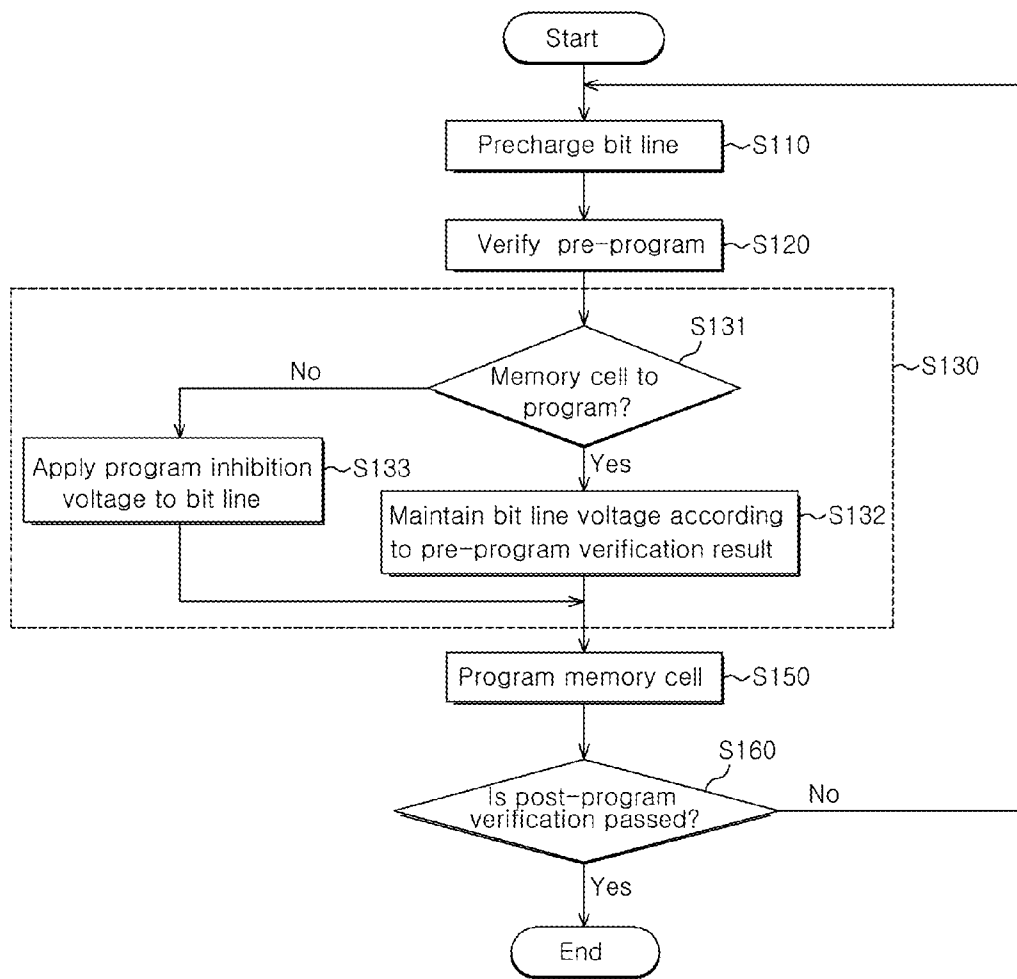 Start
Precharge bit line
S110
Verify pre-program
S120
S131
S130
No
Memory cell to
program?
Apply program inhibition
voltage to bit line
S133
Yes
Maintain bit line voltage according
to pre-program verification result
S132
Program memory cell
S150
S160
Is post-program
verification passed?
No
Yes
End